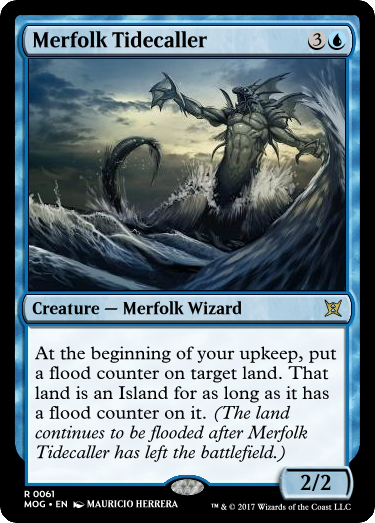 Merfolk Tidecaller 3
Creature — Merfolk Wizard
At the beginning of your upkeep, put
a flood counter on target land. That
land is an Island for as long as it has
a flood counter on it. (The land
continues to be flooded after Merfolk
Tidecaller has left the battlefield.)
2/2
R 0061
MOG • EN MAURICIO HERRERA
™ & © 2017 Wizards of the Coast LLC